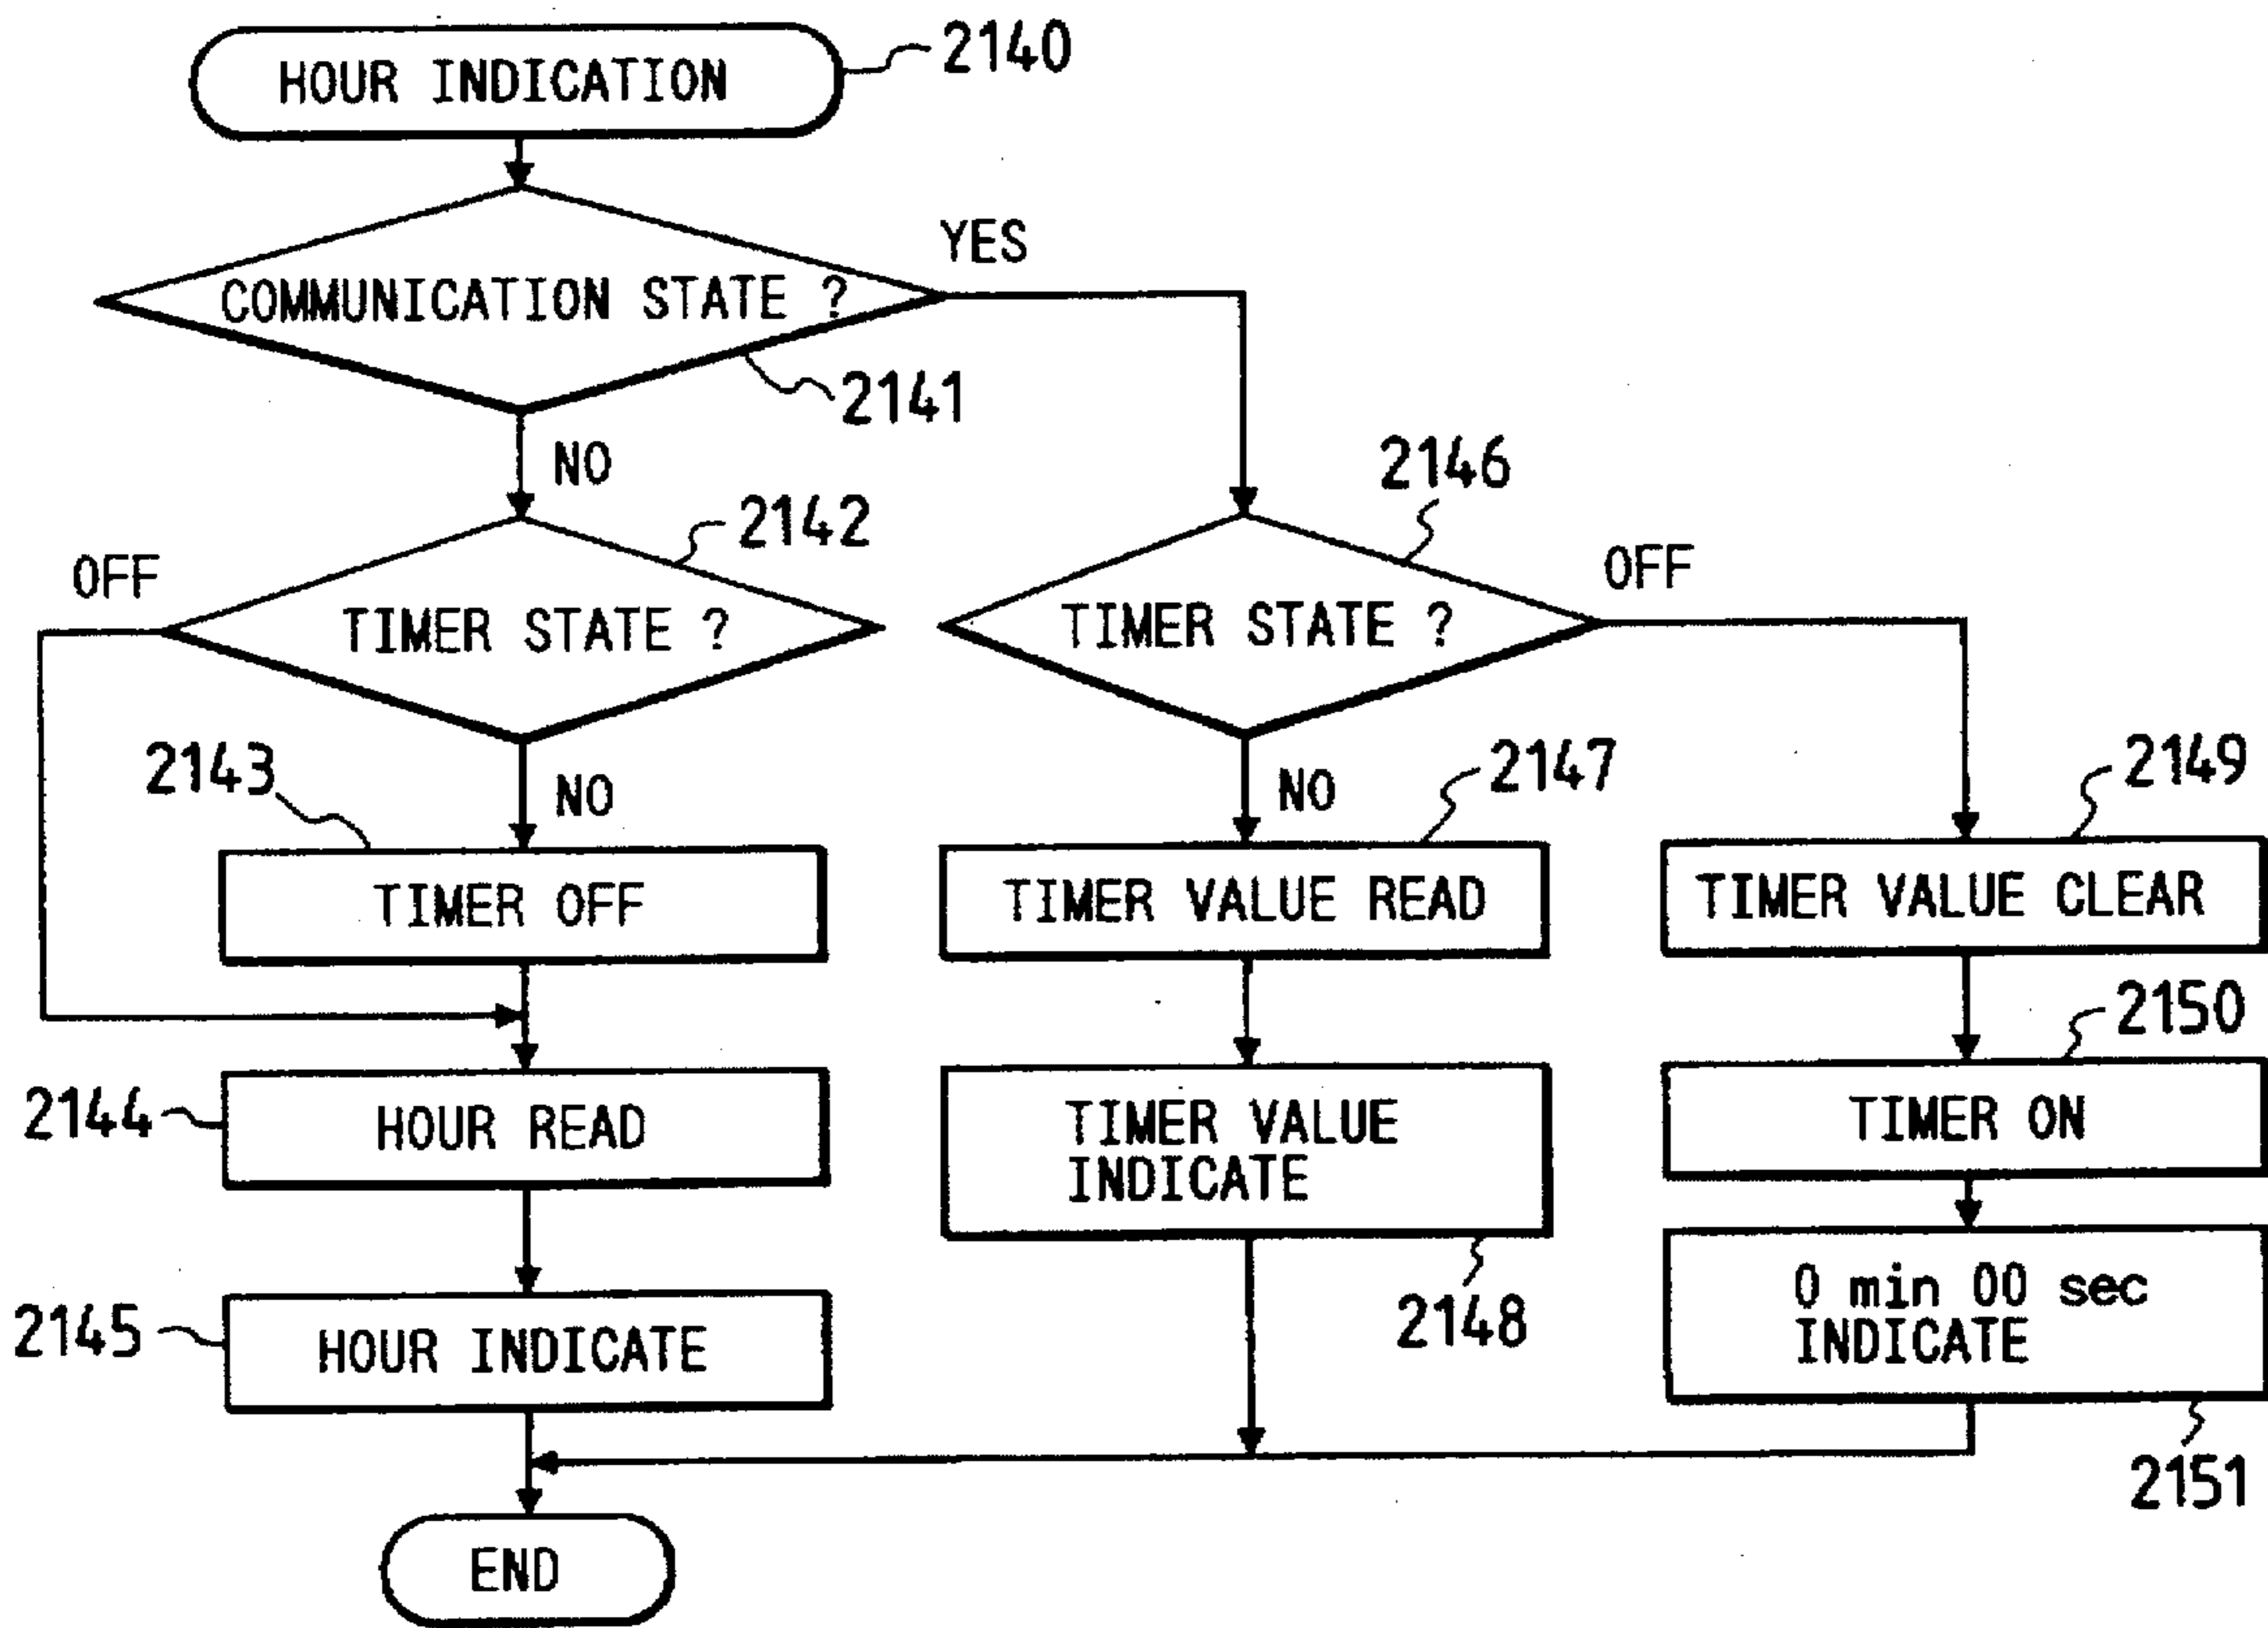 HOUR INDICATION
2140
COMMUNICATION STATE ?
YES
2141
NO
2142
2146
OFF
TIMER STATE ?
TIMER STATE ?
OFF
2143
NO
NO
2147
2149
TIMER OFF
TIMER VALUE READ
TIMER VALUE CLEAR
2150
2144
HOUR READ
TIMER VALUE
INDICATE
TIMER ON
2145
HOUR INDICATE
2148
0 min 00 sec
INDICATE
2151
END